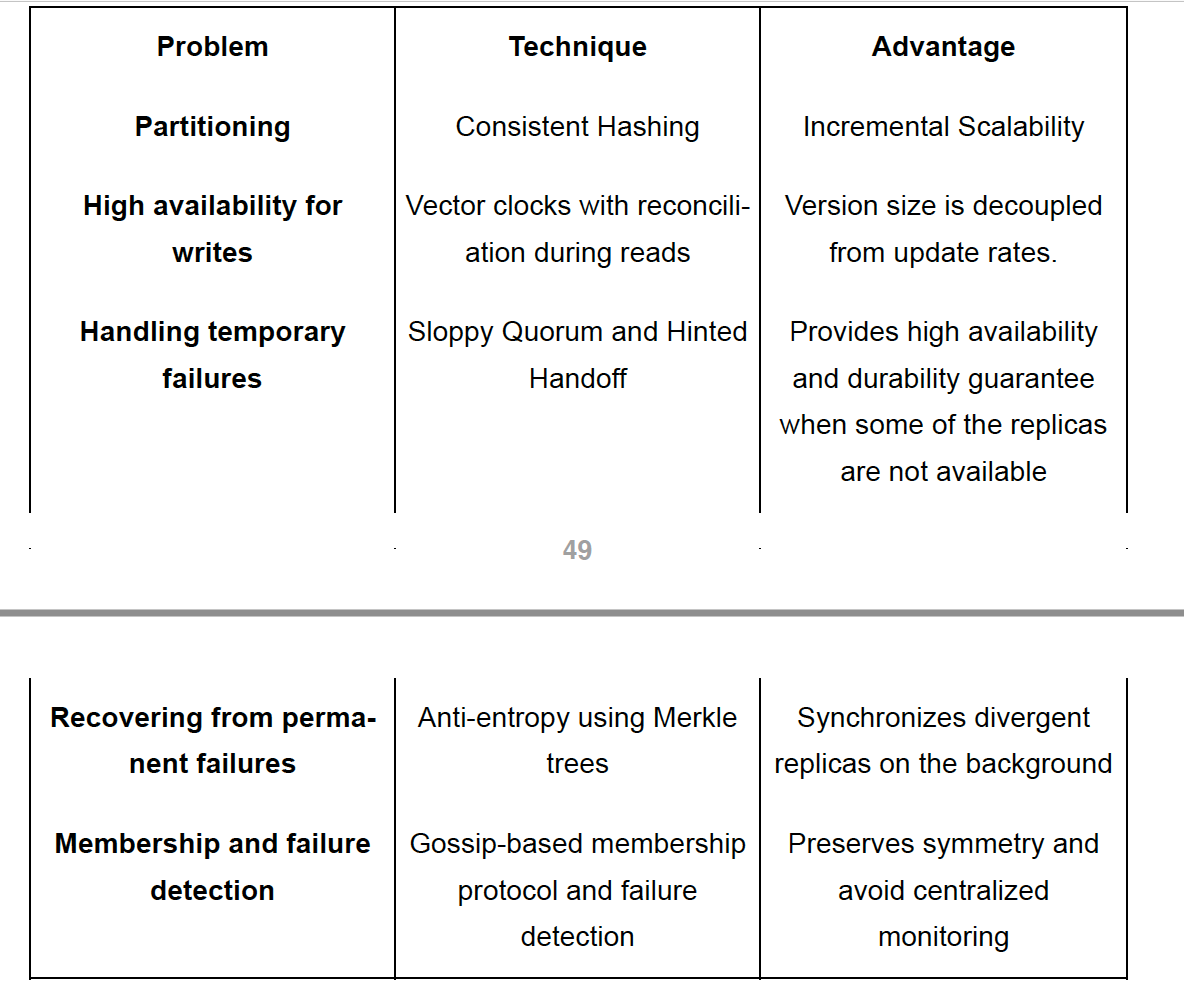 Problem Technique Advantage
Partitioning Consistent Hashing Incremental Scalability
High availability for Vector clocks with reconcili- Version size is decoupled
writes ation during reads from update rates.
Handling temporary Sloppy Quorum and Hinted Provides high availability
failures Handoff and durability guarantee
when some of the replicas
are not available
49
Recovering from perma- Anti-entropy using Merkle Synchronizes divergent
nent failures trees replicas on the background
Membership and failure Gossip-based membership Preserves symmetry and
detection protocol and failure avoid centralized
detection monitoring